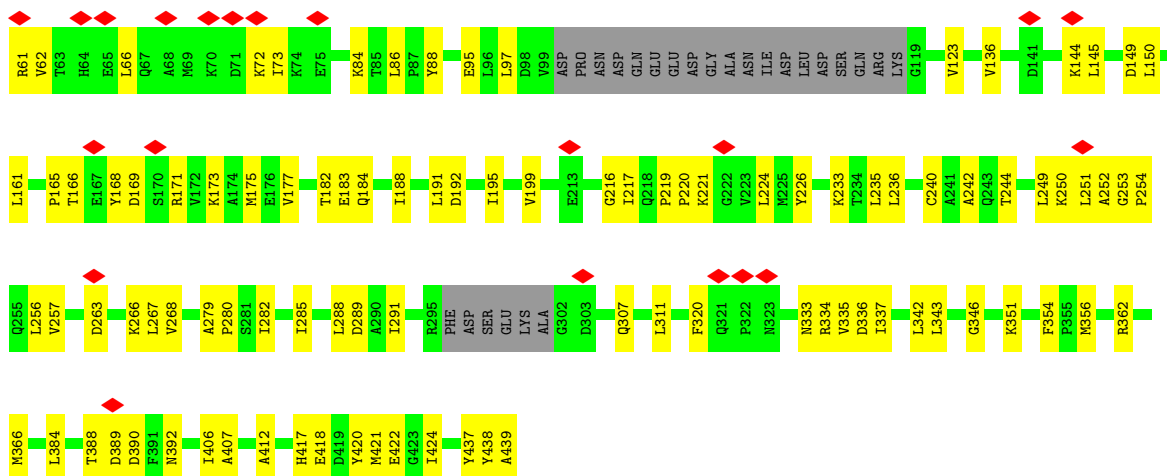 R61 V62 T63 H64 E65 L66 Q67 A68 M69 K70 D71 K72 I73 K74 E75 K84 T85 L86 P87 Y88 E95 L96 L97 D98 V99 ASP PRO ASN ASP GLN GLU GLU ASP GLY ALA ASN ILE ASP LEU ASP SER GLN ARG LYS G119 V123 V136 D141 K144 L145 D149 L150
L161 P165 T166 E167 Y168 D169 S170 R171 V172 K173 A174 M175 E176 V177 T182 E183 Q184 I188 L191 D192 I195 V199 E213 G216 I217 Q218 P219 P220 K221 G222 V223 L224 M225 Y226 K233 T234 L235 L236 C240 A241 A242 Q243 T244 L249 K250 L251 A252 G253 P254
Q255 L256 V257 D263 K266 L267 V268 A279 P280 S281 I282 I285 L288 D289 A290 I291 R295 PHE ASP SER GLU LYS ALA G302 D303 Q307 L311 F320 Q321 P322 N323 N333 R334 V335 D336 I337 L342 L343 G346 K351 F354 P355 M356 R362
M366 L384 T388 D389 D390 F391 N392 I406 A407 A412 H417 E418 D419 Y420 M421 E422 G423 I424 Y437 Y438 A439